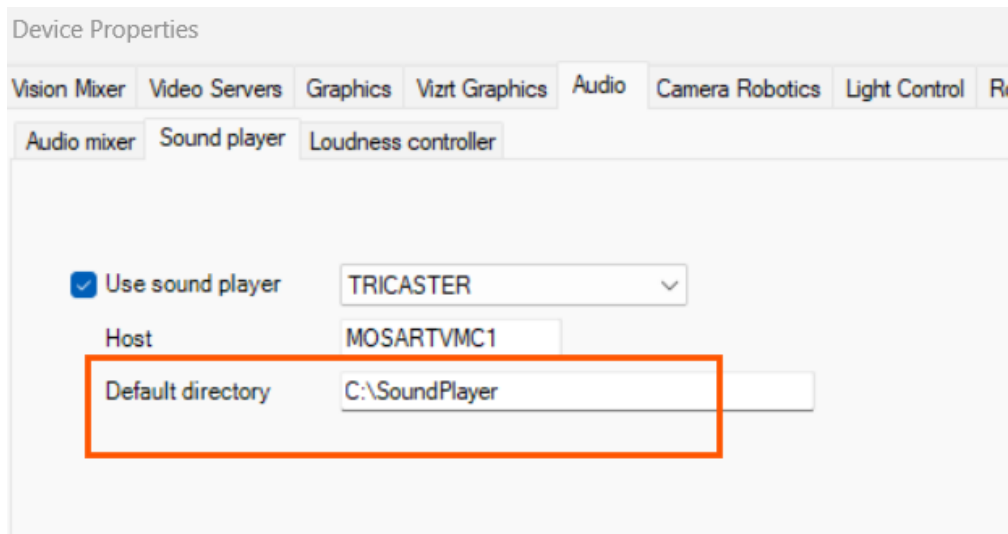 Device Properties
Vision Mixer Video Servers Graphics Vizrt Graphics Audio Camera Robotics Light Control
Audio mixer Sound player Loudness controller
Use sound player TRICASTER
Host MOSARTVMC1
Default directory C:\SoundPlayer